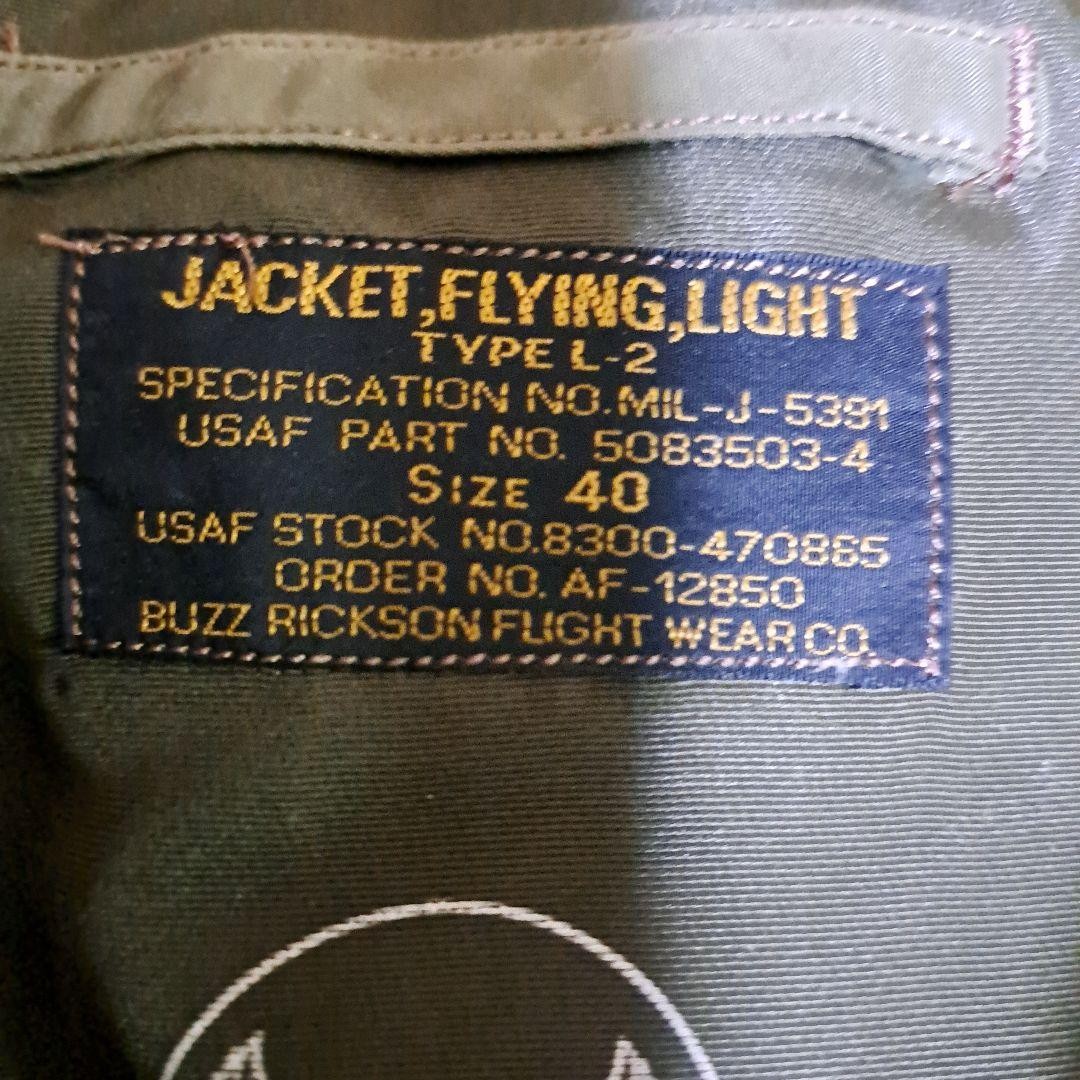 JACKET,FLYING,LIGHT
TYPE L-2
SPECIFICATION NO.MIL-J-5391
USAF PART NO. 5083503-4
SIZE 40
USAF STOCK NO.8300-470865
ORDER NO. AF-12850
BUZZ RICKSON FLIGHT WEAR CO.